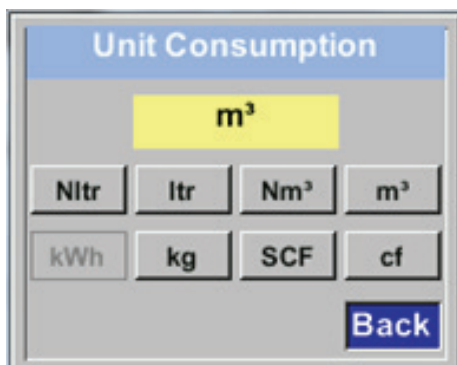 Unit Consumption
m³
Nltr ltr Nm³ m³
kWh kg SCF cf
Back